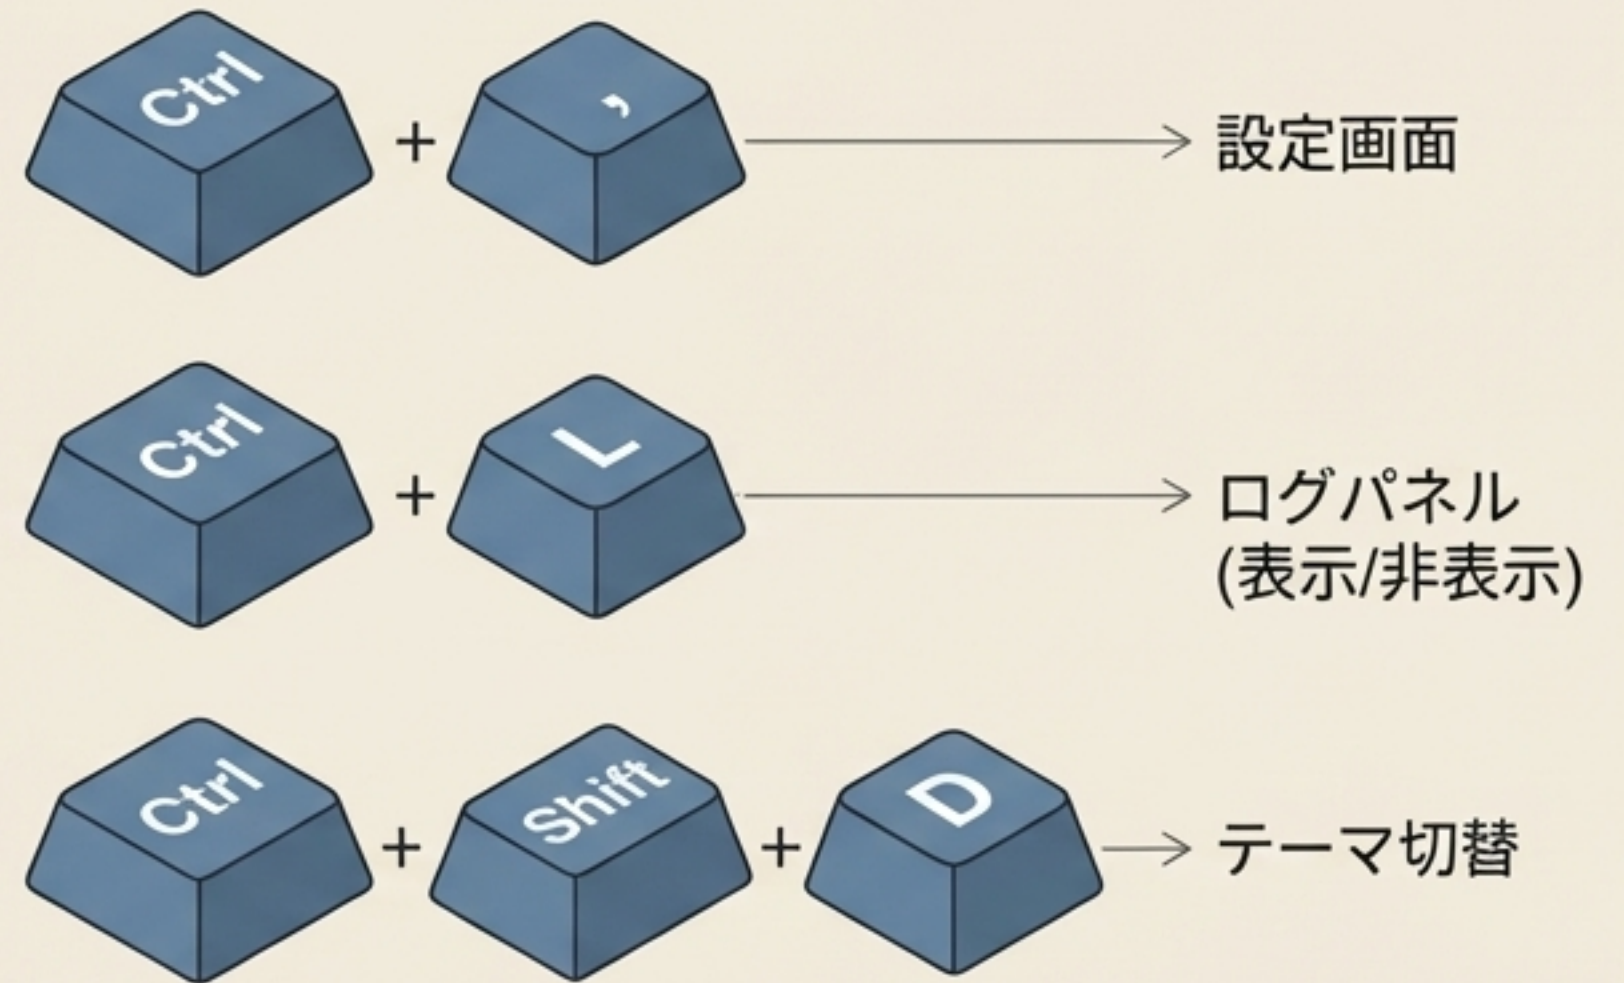 Ctrl + , → 設定画面
Ctrl + L → ログパネル
(表示/非表示)
Ctrl + Shift + D → テーマ切替